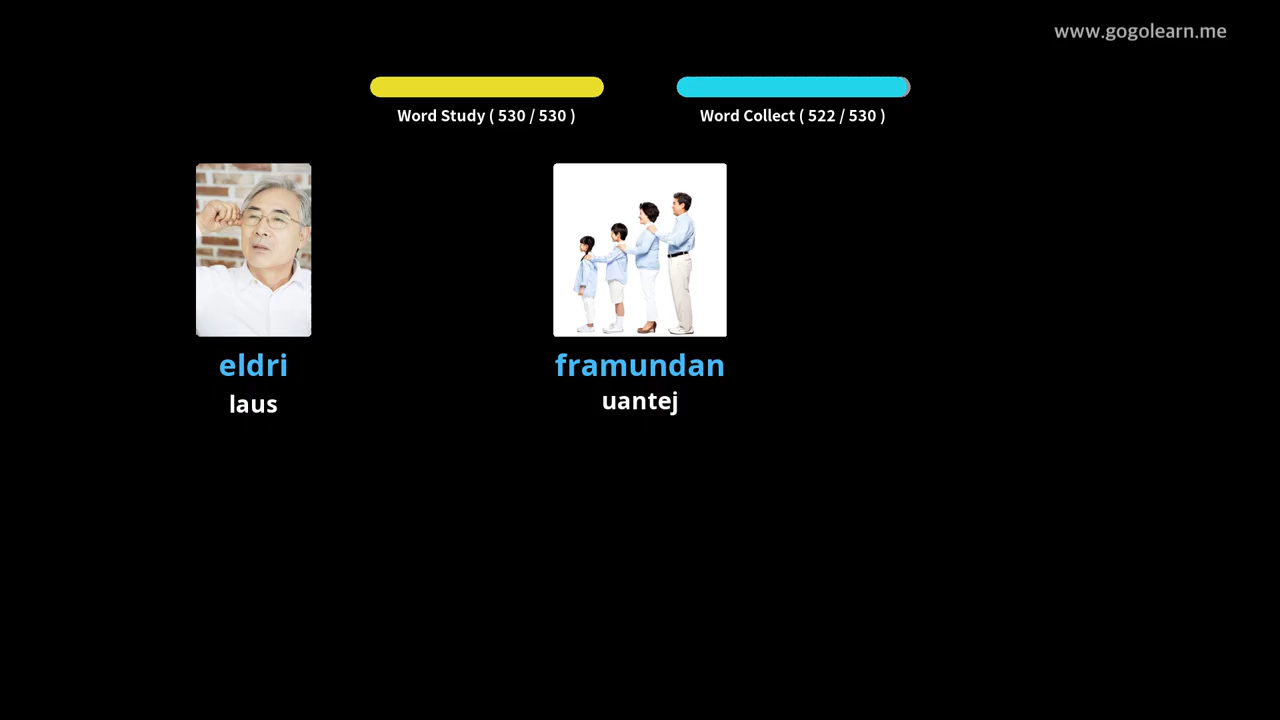 www.gogolearn.me
Word Study ( 530 / 530 )
Word Collect ( 522 / 530 )
eldri
laus
framundan
uantej